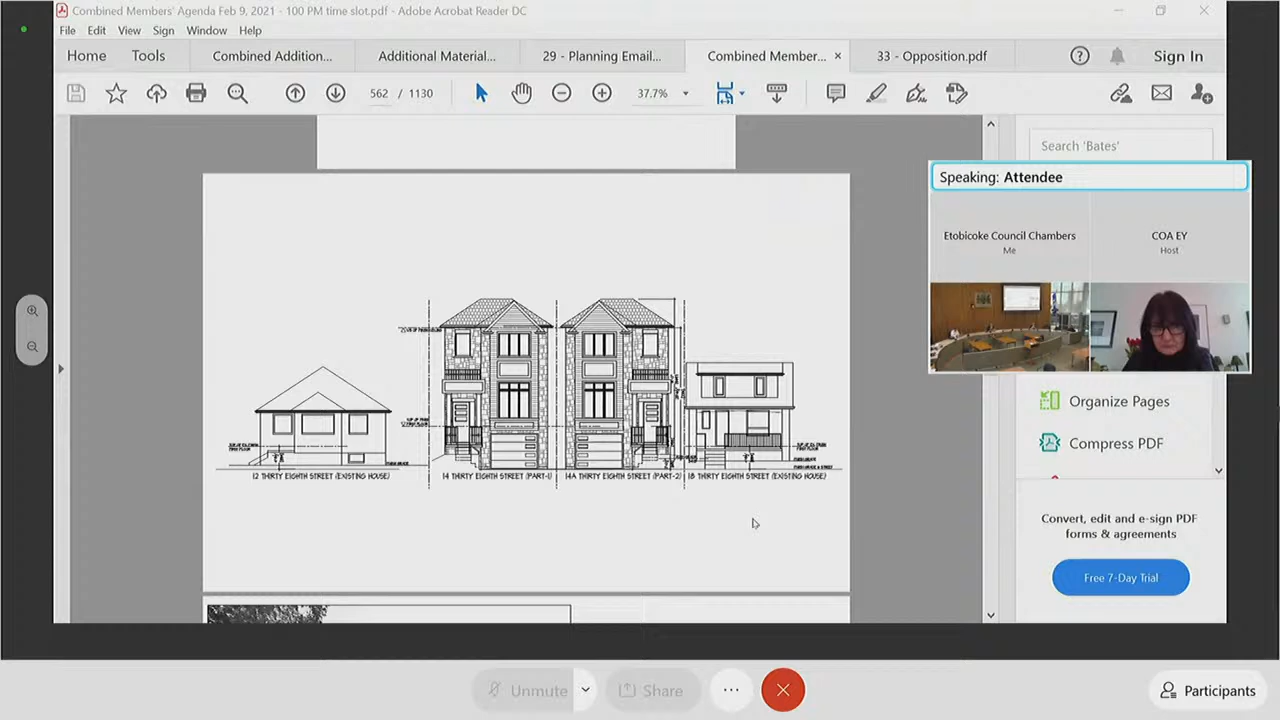 Combined Members' Agenda Feb 9, 2021 - 100 PM time slot.pdf - Adobe Acrobat Reader DC
File Edit View Sign Window Help
Home Tools Combined Addition... Additional Material... 29 - Planning Email... Combined Member... × 33 - Opposition.pdf Sign In
562 / 1130 37.7%
Search 'Bates'
Speaking: Attendee
Etobicoke Council Chambers
Me
COA EY
Host
Organize Pages
Compress PDF
12 THIRTY EIGHTH STREET (EXISTING HOUSE)
14 THIRTY EIGHTH STREET (PART-1)
14A THIRTY EIGHTH STREET (PART-2)
18 THIRTY EIGHTH STREET (EXISTING HOUSE)
Convert, edit and e-sign PDF
forms & agreements
Free 7-Day Trial
Unmute Share ... Participants